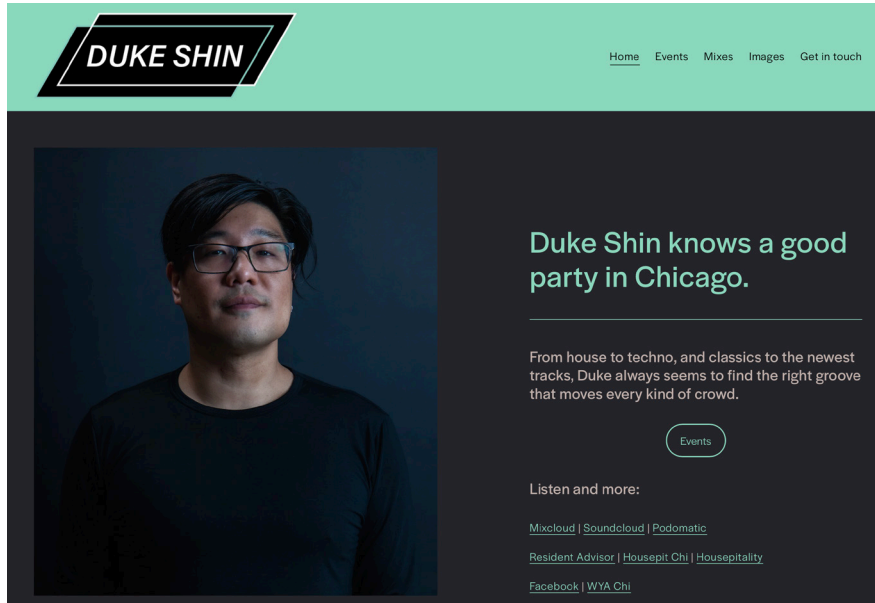 DUKE SHIN
Home Events Mixes Images Get in touch
Duke Shin knows a good
party in Chicago.
From house to techno, and classics to the newest
tracks, Duke always seems to find the right groove
that moves every kind of crowd.
Events
Listen and more:
Mixcloud | Soundcloud | Podomatic
Resident Advisor | Housepit Chi | Housepitality
Facebook | WYA Chi